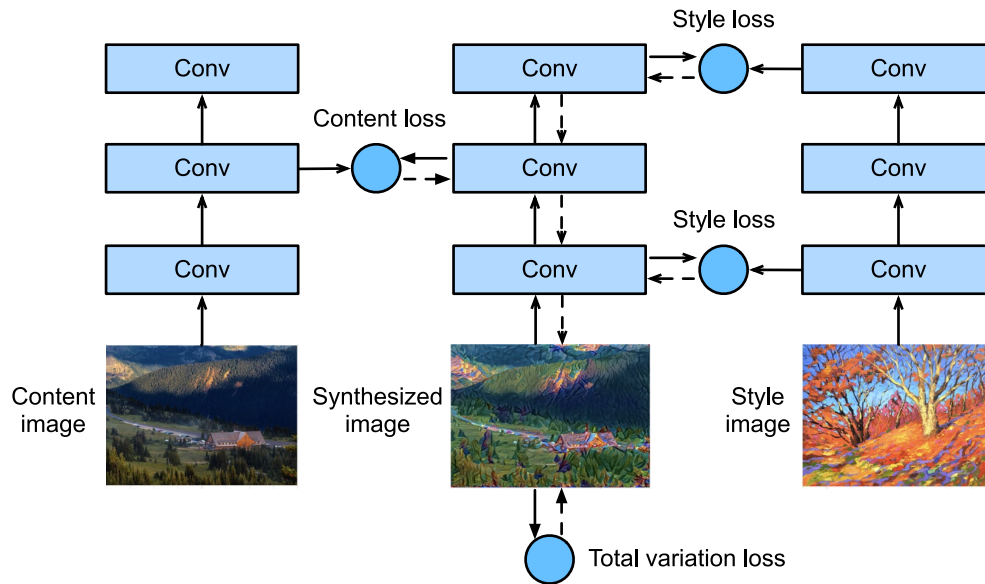 Style loss
Conv
Conv
Conv
Content loss
Conv
Conv
Conv
Style loss
Conv
Conv
Conv
Content
image
Synthesized
image
Style
image
Total variation loss